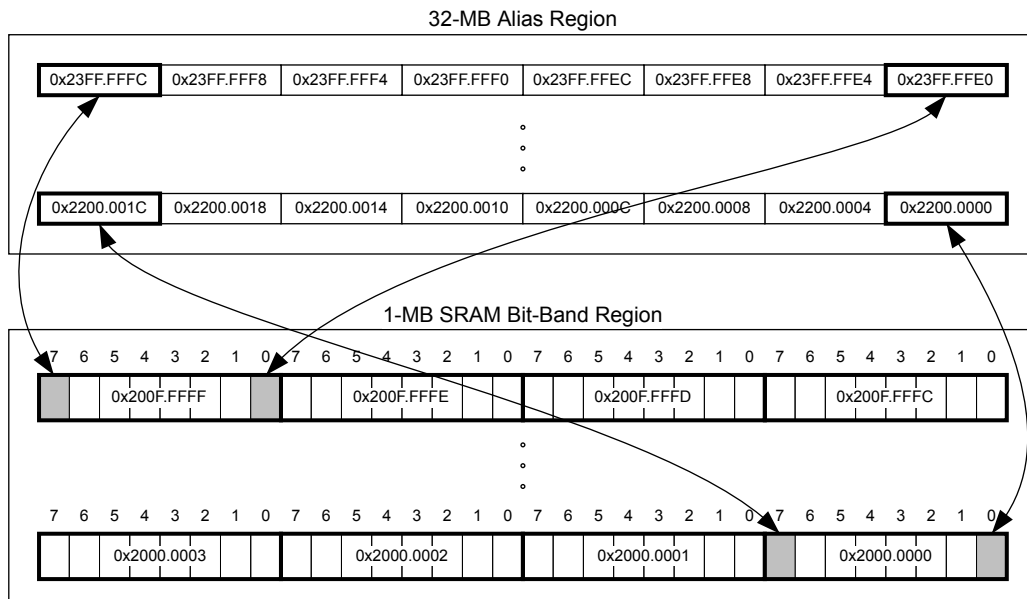 32-MB Alias Region
0x23FF.FFFC 0x23FF.FFF8 0x23FF.FFF4 0x23FF.FFF0 0x23FF.FFEC 0x23FF.FFE8 0x23FF.FFE4 0x23FF.FFE0
0x2200.001C 0x2200.0018 0x2200.0014 0x2200.0010 0x2200.000C 0x2200.0008 0x2200.0004 0x2200.0000
1-MB SRAM Bit-Band Region
7 6 5 4 3 2 1 0 7 6 5 4 3 2 1 0 7 6 5 4 3 2 1 0 7 6 5 4 3 2 1 0
0x200F.FFFF 0x200F.FFFE 0x200F.FFFD 0x200F.FFFC
7 6 5 4 3 2 1 0 7 6 5 4 3 2 1 0 7 6 5 4 3 2 1 0 7 6 5 4 3 2 1 0
0x2000.0003 0x2000.0002 0x2000.0001 0x2000.0000